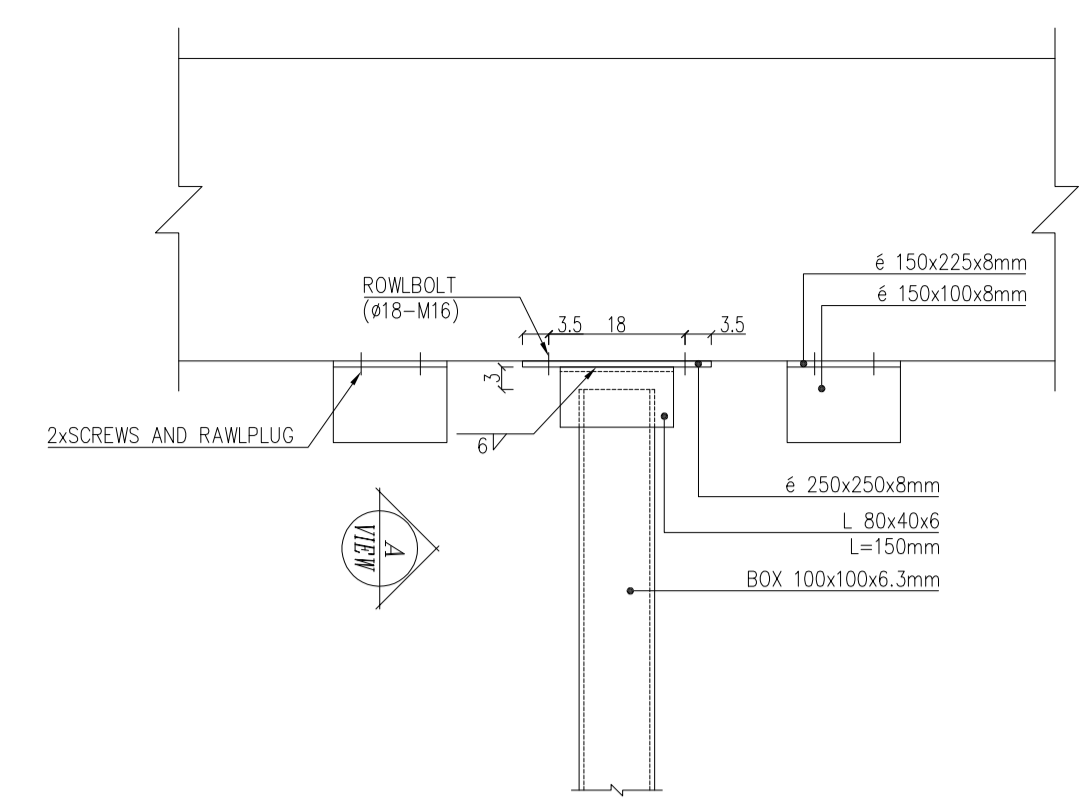 é 150x225x8mm
é 150x100x8mm
ROWLBOLT
(ø18-M16)
3.5 18 3.5
3
2xSCREWS AND RAWLPLUG
6
é 250x250x8mm
L 80x40x6
L=150mm
BOX 100x100x6.3mm
A
VIEW